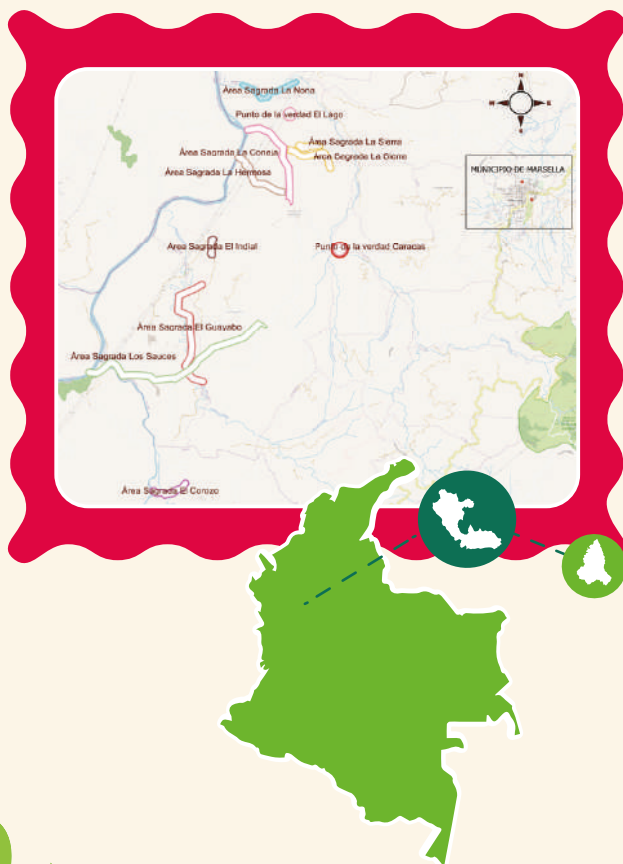 Área Sagrada La Nona
Punto de la verdad El Lago
Área Sagrada La Sierra
Área Sagrada La Coneja
Área Sagrada La Hermosa
MUNICIPIO DE MARSELLA
Área Sagrada El Indial
Punto de la verdad Caracas
Área Sagrada El Guayabo
Área Sagrada Los Sauces
Área Sagrada El Corozo